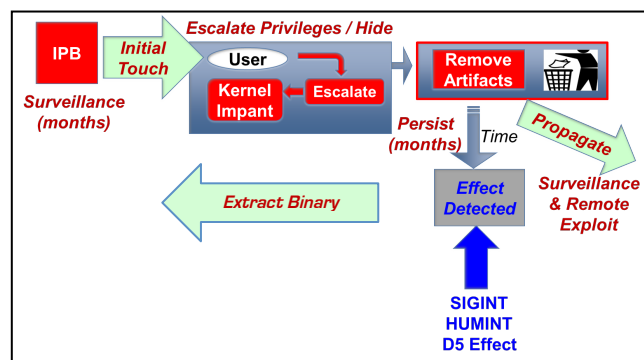 Escalate Privileges / Hide
IPB
Initial
Touch
User
Kernel
Impant
Escalate
Remove
Artifacts
Surveillance
(months)
Persist
(months)
Time
Propagate
Effect
Detected
Surveillance
& Remote
Exploit
Extract Binary
SIGINT
HUMINT
D5 Effect